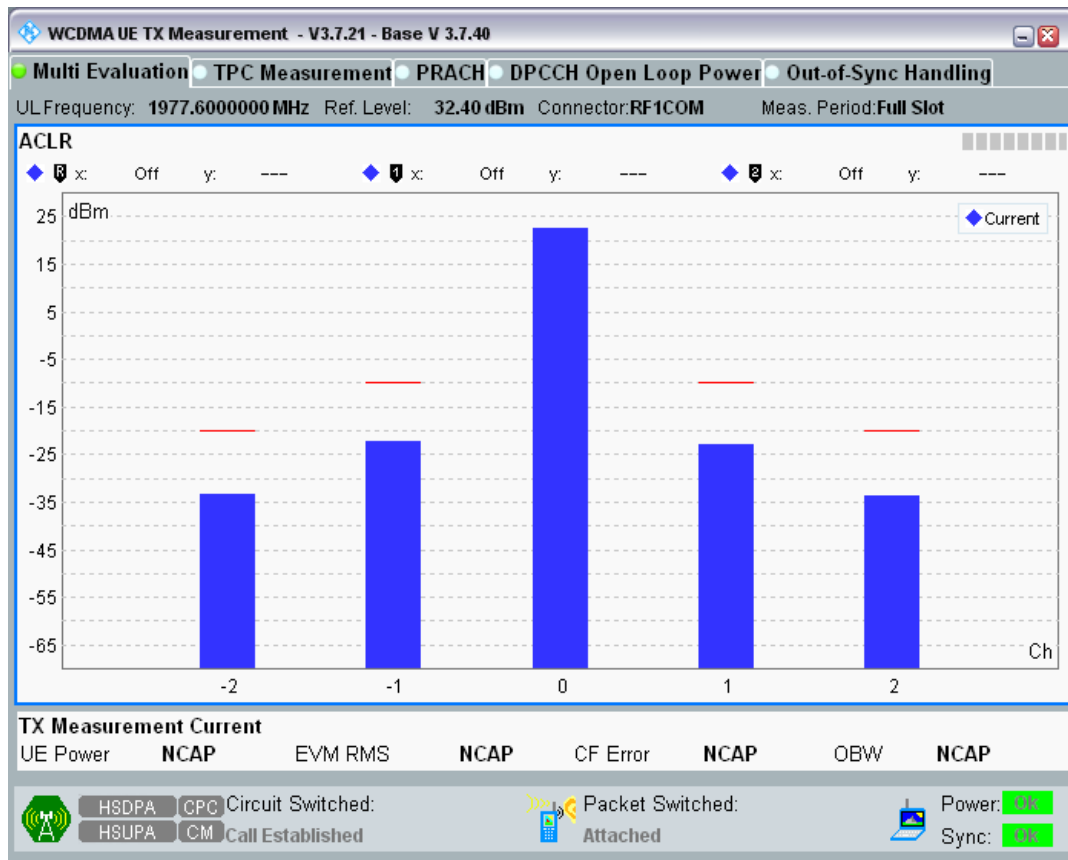 WCDMA UE TX Measurement - V3.7.21 - Base V 3.7.40
Multi Evaluation TPC Measurement PRACH DPCCH Open Loop Power Out-of-Sync Handling
UL Frequency: 1977.6000000 MHz Ref. Level: 32.40 dBm Connector:RF1COM Meas. Period:Full Slot
ACLR
R x: Off y: --- 1 x: Off y: --- 2 x: Off y: ---
dBm
Current
25
15
5
-5
-15
-25
-35
-45
-55
-65
Ch
-2 -1 0 1 2
TX Measurement Current
UE Power NCAP EVM RMS NCAP CF Error NCAP OBW NCAP
HSDPA CPC Circuit Switched: Packet Switched: Power: Ok
HSUPA CM Call Established Attached Sync: Ok